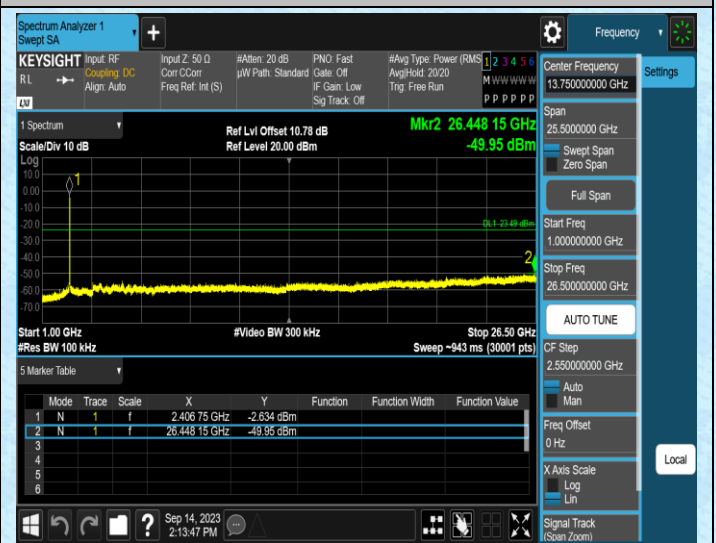 Spectrum Analyzer 1
Swept SA
+
Frequency
KEYSIGHT
RL
LXI
Input: RF
Coupling: DC
Align: Auto
Input Z: 50 Ω
Corr CCorr
Freq Ref: Int (S)
#Atten: 20 dB
µW Path: Standard
PNO: Fast
Gate: Off
IF Gain: Low
Sig Track: Off
#Avg Type: Power (RMS
Avg|Hold: 20/20
Trig: Free Run
1 2 3 4 5 6
M W W W W W
P P P P P P
1 Spectrum
Scale/Div 10 dB
Ref Lvl Offset 10.78 dB
Ref Level 20.00 dBm
Mkr2 26.448 15 GHz
-49.95 dBm
Log
10.0
0.00
-10.0
-20.0
-30.0
-40.0
-50.0
-60.0
-70.0
1
DL1 -23.49 dBm
2
Start 1.00 GHz
#Res BW 100 kHz
#Video BW 300 kHz
Stop 26.50 GHz
Sweep ~943 ms (30001 pts)
5 Marker Table
Mode Trace Scale X Y Function Function Width Function Value
1 N 1 f 2.406 75 GHz -2.634 dBm
2 N 1 f 26.448 15 GHz -49.95 dBm
3
4
5
6
Center Frequency
13.750000000 GHz
Settings
Span
25.5000000 GHz
Swept Span
Zero Span
Full Span
Start Freq
1.000000000 GHz
Stop Freq
26.500000000 GHz
AUTO TUNE
CF Step
2.550000000 GHz
Auto
Man
Freq Offset
0 Hz
X Axis Scale
Log
Lin
Signal Track
(Span Zoom)
Local
?
Sep 14, 2023
2:13:47 PM